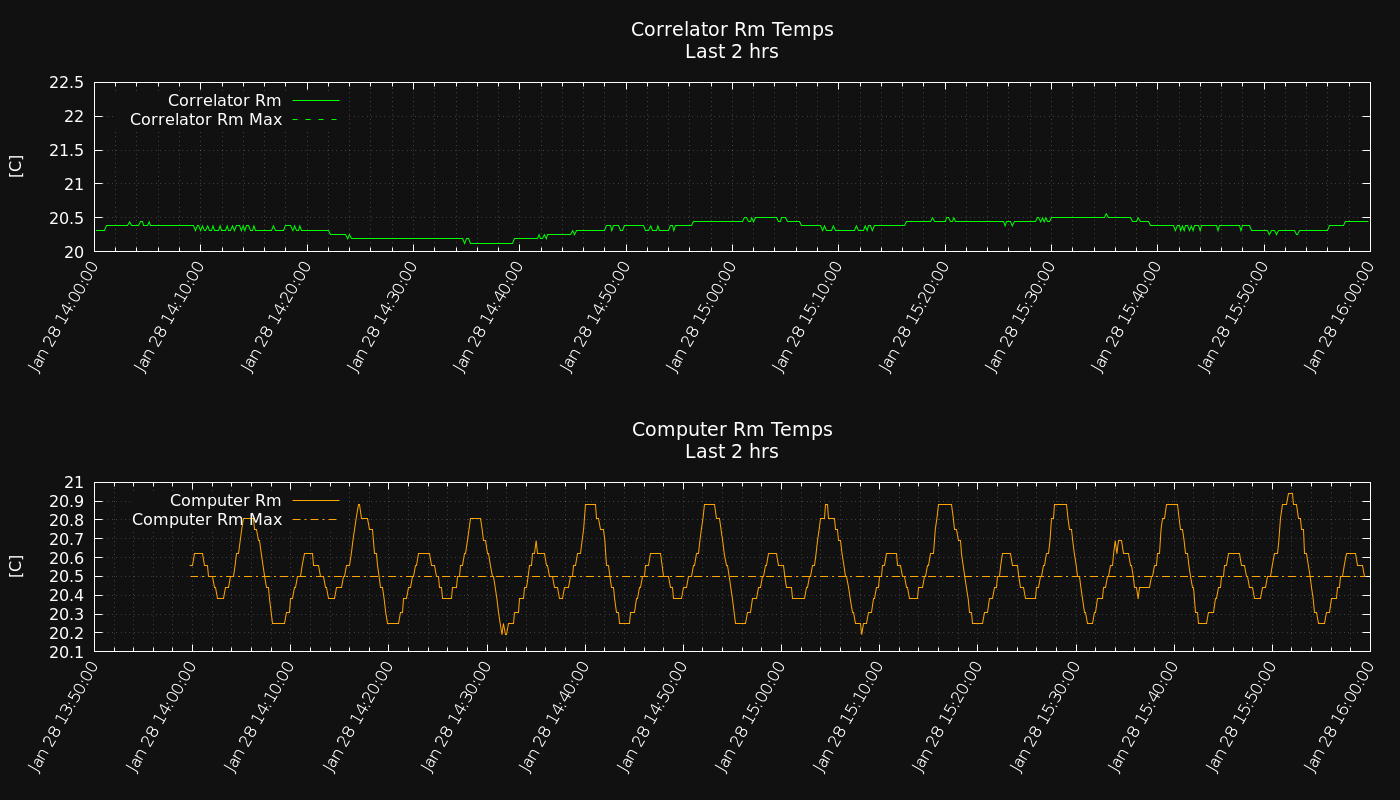 Correlator Rm Temps
Last 2 hrs
22.5
22
21.5
21
20.5
20
[C]
Correlator Rm
Correlator Rm Max
Jan 28 14:00:00
Jan 28 14:10:00
Jan 28 14:20:00
Jan 28 14:30:00
Jan 28 14:40:00
Jan 28 14:50:00
Jan 28 15:00:00
Jan 28 15:10:00
Jan 28 15:20:00
Jan 28 15:30:00
Jan 28 15:40:00
Jan 28 15:50:00
Jan 28 16:00:00
Computer Rm Temps
Last 2 hrs
21
20.9
20.8
20.7
20.6
20.5
20.4
20.3
20.2
20.1
[C]
Computer Rm
Computer Rm Max
Jan 28 13:50:00
Jan 28 14:00:00
Jan 28 14:10:00
Jan 28 14:20:00
Jan 28 14:30:00
Jan 28 14:40:00
Jan 28 14:50:00
Jan 28 15:00:00
Jan 28 15:10:00
Jan 28 15:20:00
Jan 28 15:30:00
Jan 28 15:40:00
Jan 28 15:50:00
Jan 28 16:00:00